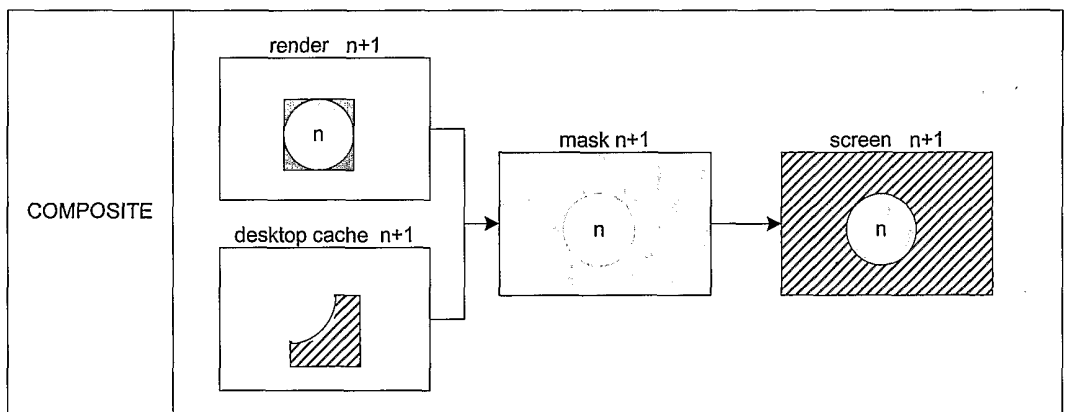 COMPOSITE
render n+1
n
desktop cache n+1
mask n+1
n
screen n+1
n